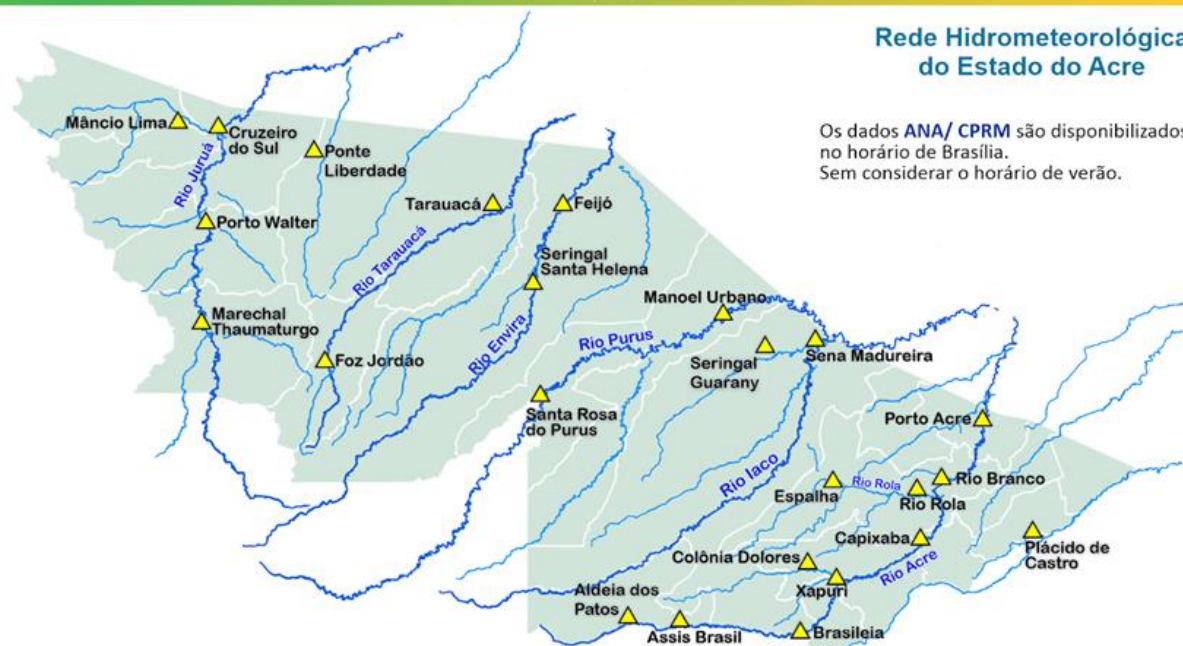 Rede Hidrometeorológica
do Estado do Acre
Os dados ANA/ CPRM são disponibilizados
no horário de Brasília.
Sem considerar o horário de verão.
Mâncio Lima
Cruzeiro
do Sul
Ponte
Liberdade
Rio Juruá
Porto Walter
Tarauacá
Feijó
Rio Tarauacá
Seringal
Santa Helena
Marechal
Thaumaturgo
Foz Jordão
Rio Envira
Manoel Urbano
Rio Purus
Seringal
Guarany
Sena Madureira
Santa Rosa
do Purus
Porto Acre
Rio Iaco
Espalha
Rio Rola
Rio Rola
Rio Branco
Capixaba
Plácido de
Castro
Colônia Dolores
Xapuri
Rio Acre
Aldeia dos
Patos
Assis Brasil
Brasileia